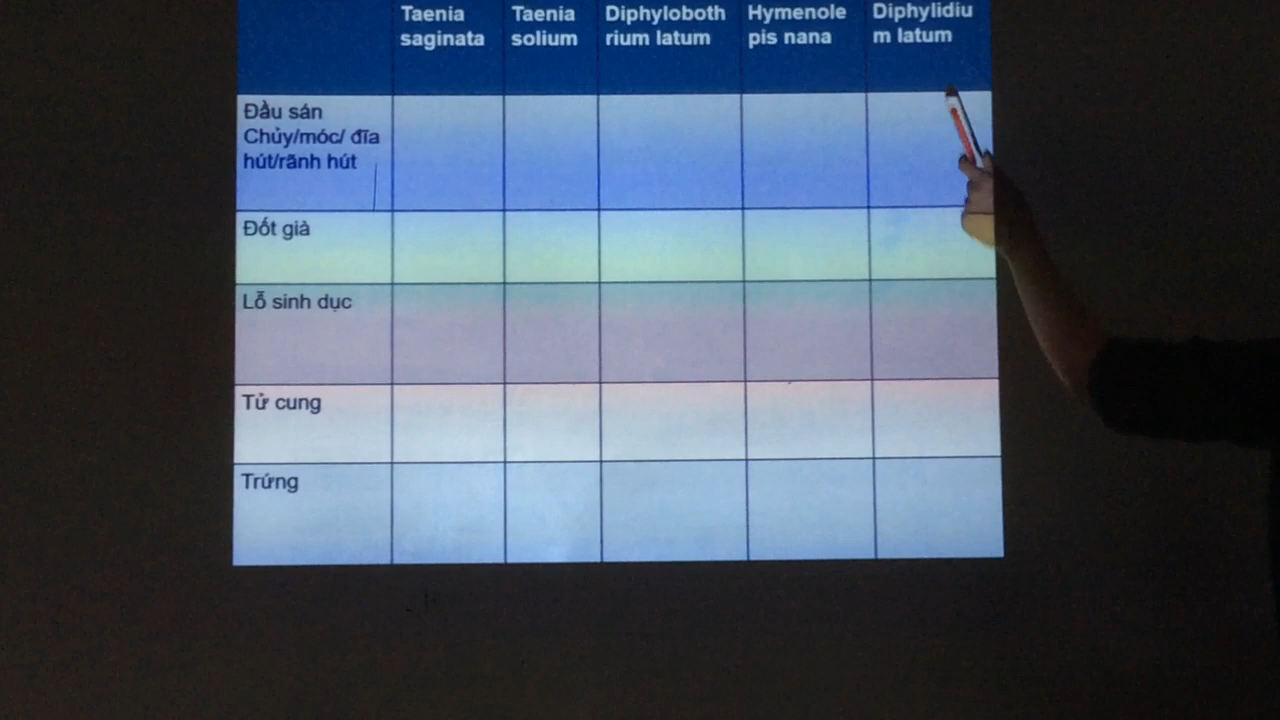 Taenia
saginata
Taenia
solium
Diphyloboth
rium latum
Hymenole
pis nana
Diphylidiu
m latum
Đầu sán
Chủy/móc/ đĩa
hút/rãnh hút
Đốt già
Lỗ sinh dục
Tử cung
Trứng